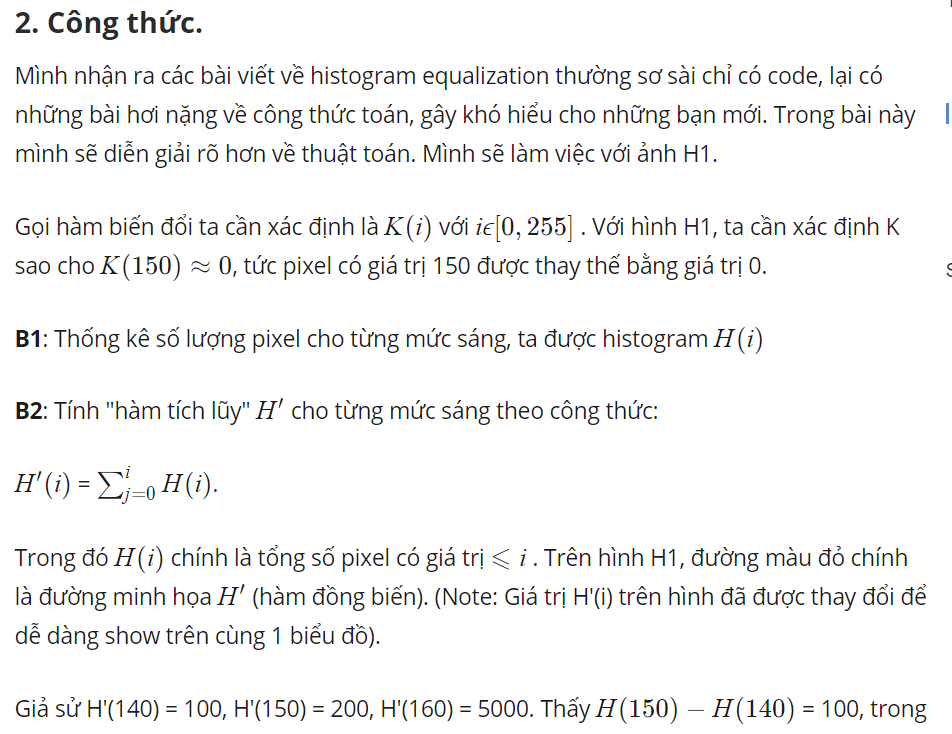 2. Công thức.
Mình nhận ra các bài viết về histogram equalization thường sơ sài chỉ có code, lại có
những bài hơi nặng về công thức toán, gây khó hiểu cho những bạn mới. Trong bài này
mình sẽ diễn giải rõ hơn về thuật toán. Mình sẽ làm việc với ảnh H1.
Gọi hàm biến đổi ta cần xác định là K(i) với iϵ[0, 255] . Với hình H1, ta cần xác định K
sao cho K(150) ≈ 0, tức pixel có giá trị 150 được thay thế bằng giá trị 0.
B1: Thống kê số lượng pixel cho từng mức sáng, ta được histogram H(i)
B2: Tính "hàm tích lũy" H′ cho từng mức sáng theo công thức:
H′(i) = ∑ⁱⱼ₌₀ H(i).
Trong đó H(i) chính là tổng số pixel có giá trị ⩽ i . Trên hình H1, đường màu đỏ chính
là đường minh họa H′ (hàm đồng biến). (Note: Giá trị H'(i) trên hình đã được thay đổi để
dễ dàng show trên cùng 1 biểu đồ).
Giả sử H'(140) = 100, H'(150) = 200, H'(160) = 5000. Thấy H(150) − H(140) = 100, trong